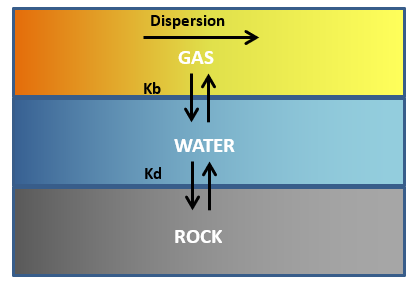 Dispersion
GAS
Kb
WATER
Kd
ROCK